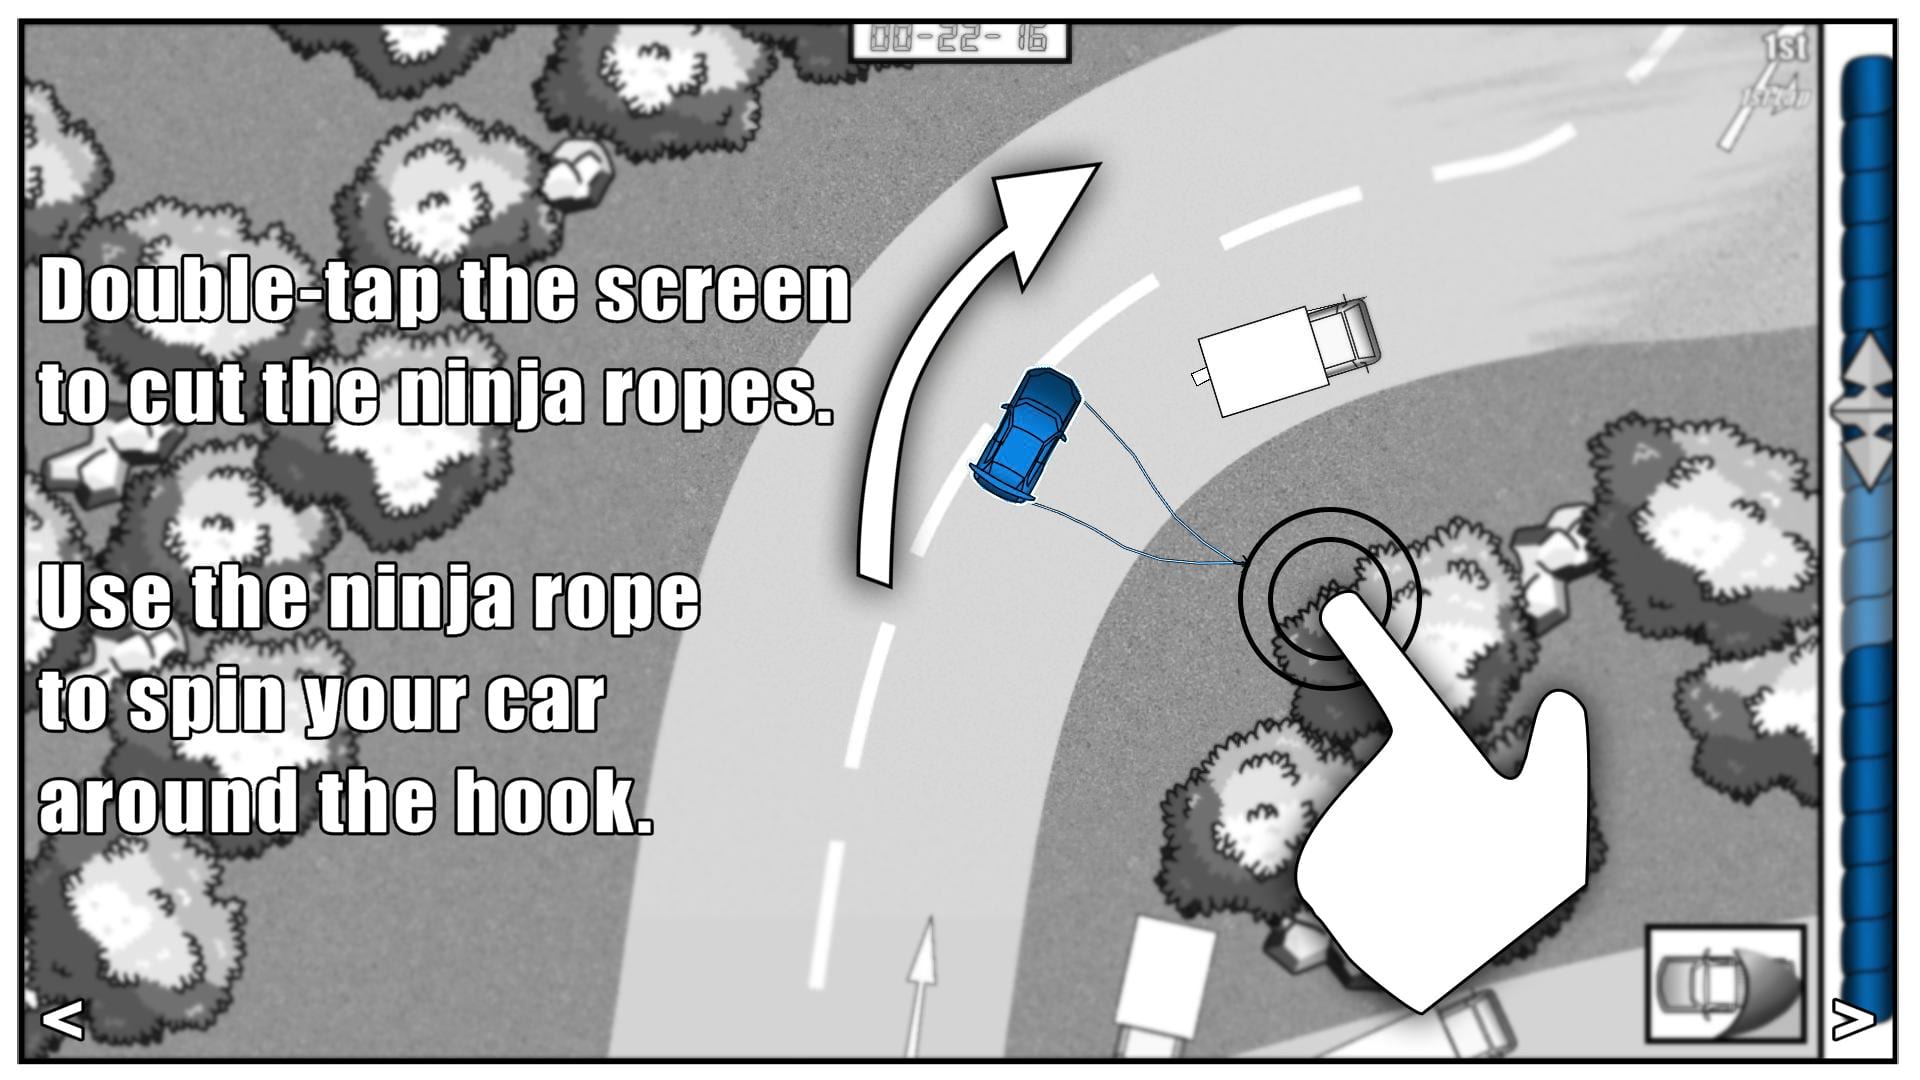 00-22-16
1st
Double-tap the screen
to cut the ninja ropes.
Use the ninja rope
to spin your car
around the hook.
<
>